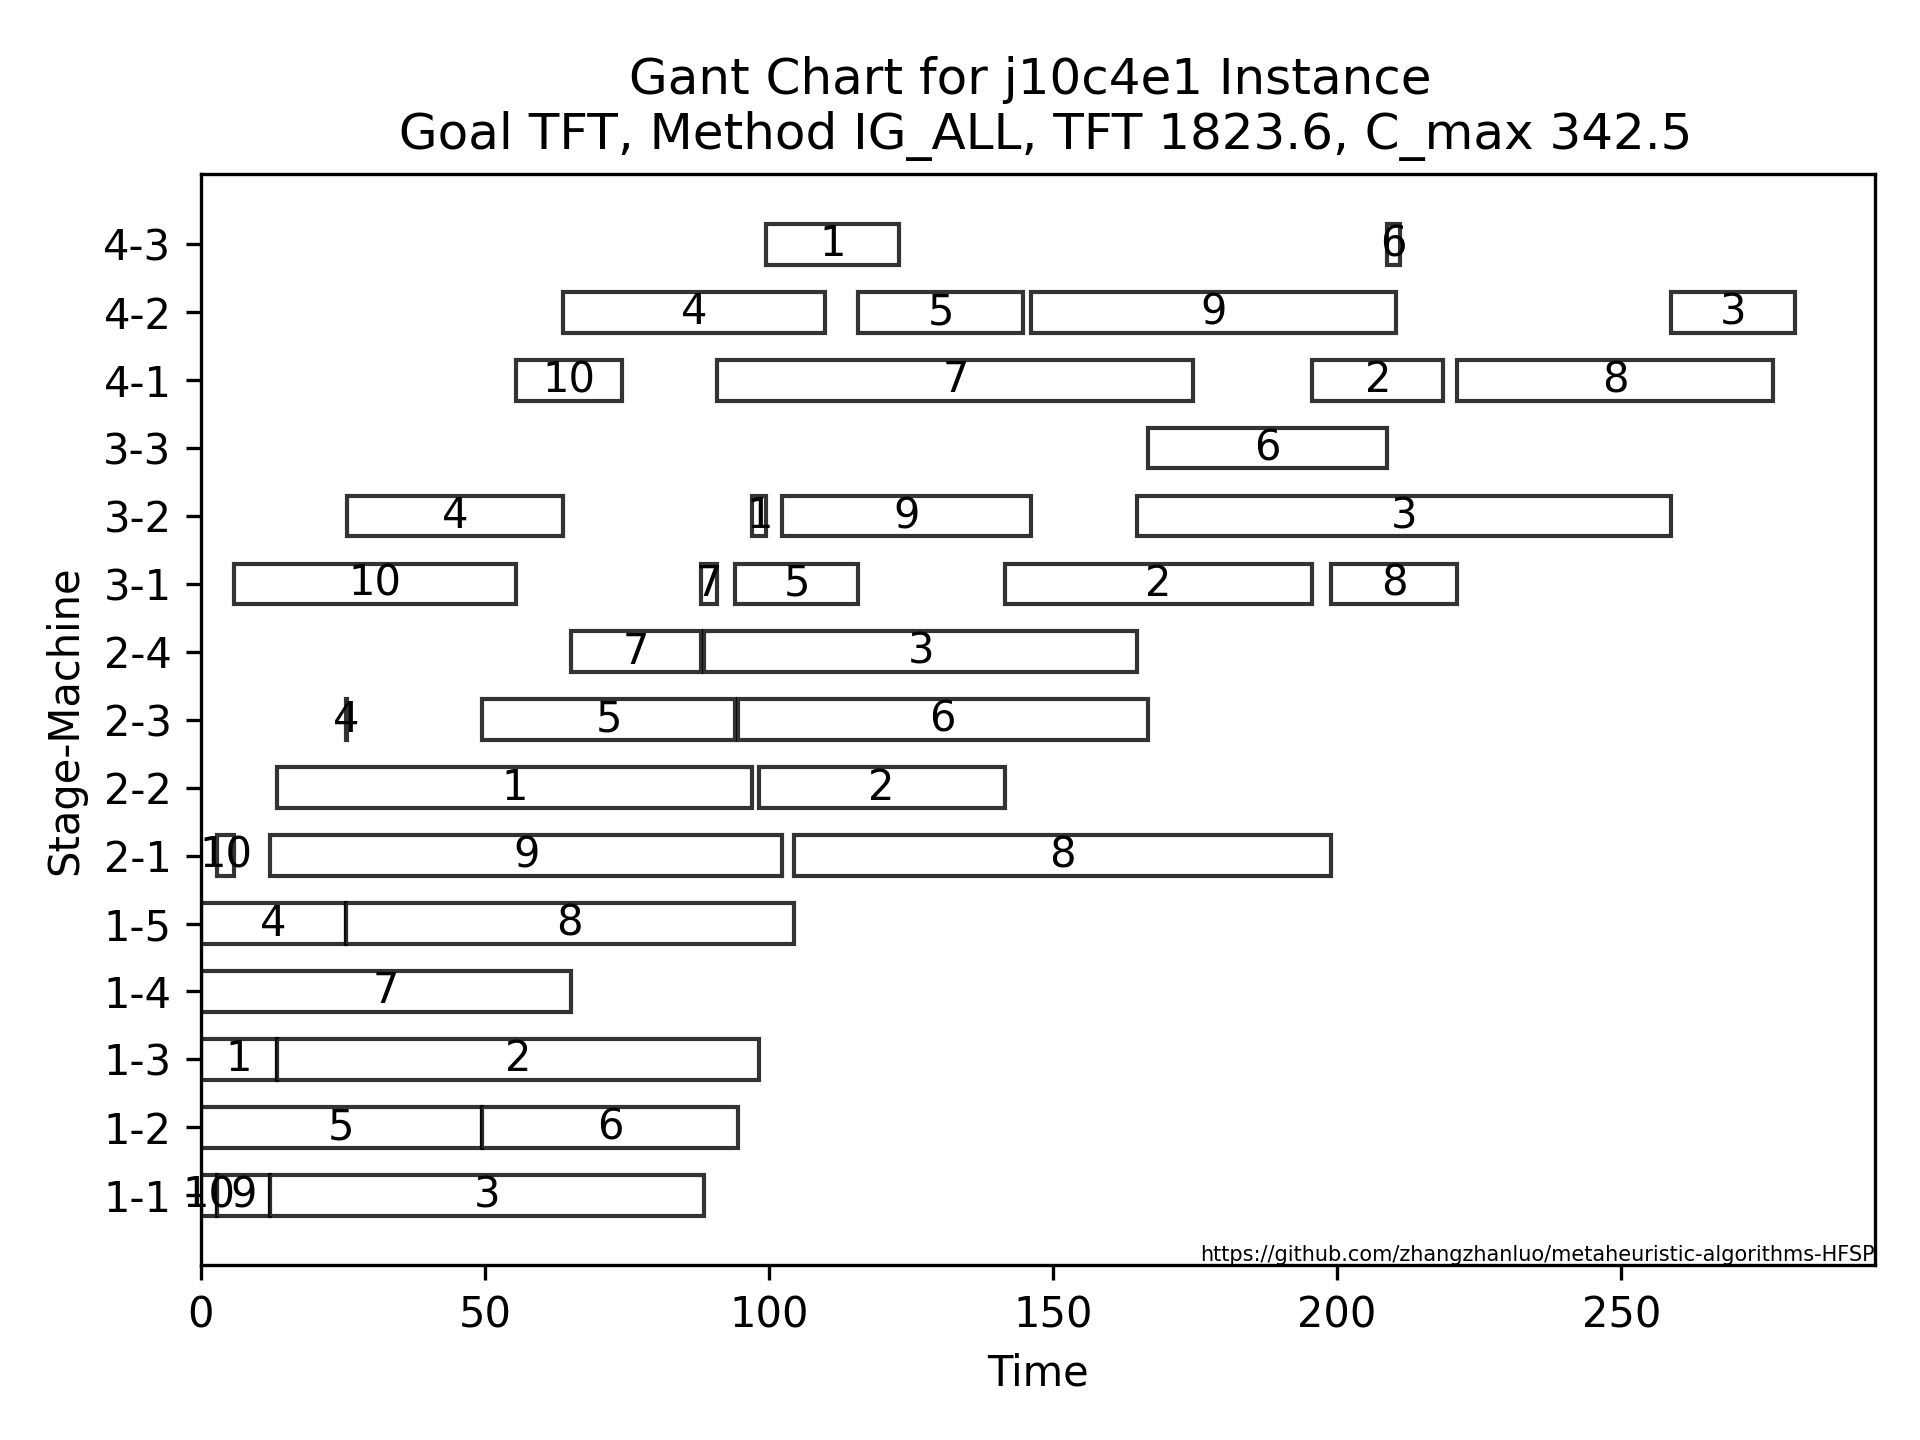 Gant Chart for j10c4e1 Instance
Goal TFT, Method IG_ALL, TFT 1823.6, C_max 342.5
Stage-Machine
4-3 1 6
4-2 4 5 9 3
4-1 10 7 2 8
3-3 6
3-2 4 1 9 3
3-1 10 7 5 2 8
2-4 7 3
2-3 4 5 6
2-2 1 2
2-1 10 9 8
1-5 4 8
1-4 7
1-3 1 2
1-2 5 6
1-1 10 9 3
https://github.com/zhangzhanluo/metaheuristic-algorithms-HFSP
0 50 100 150 200 250
Time